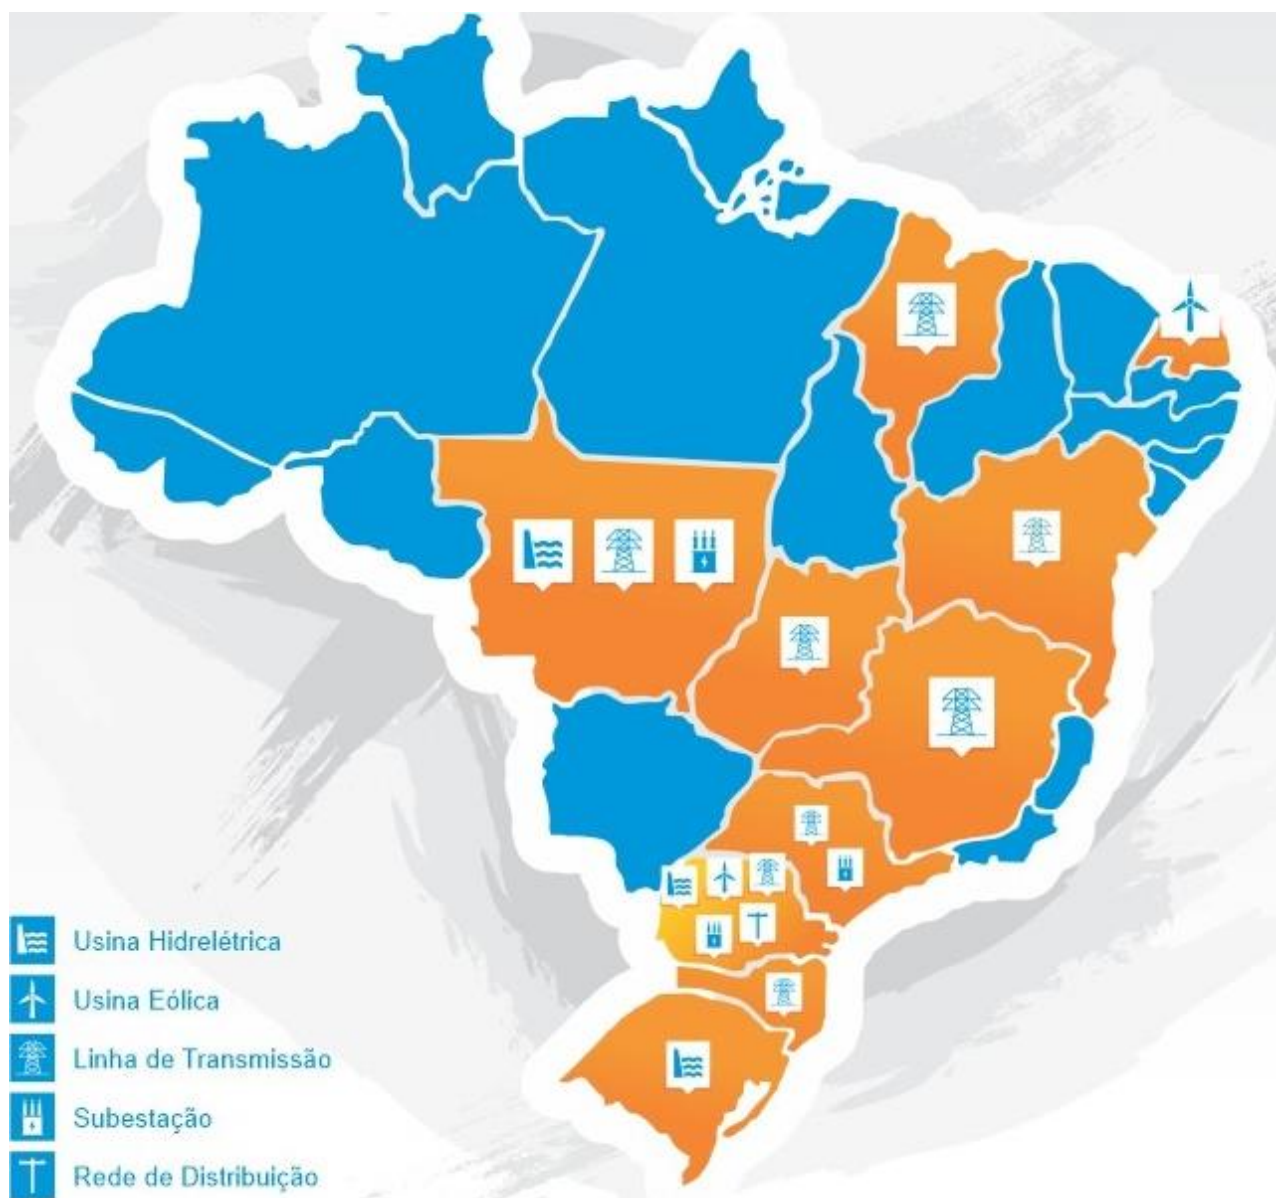 Usina Hidrelétrica
Usina Eólica
Linha de Transmissão
Subestação
Rede de Distribuição